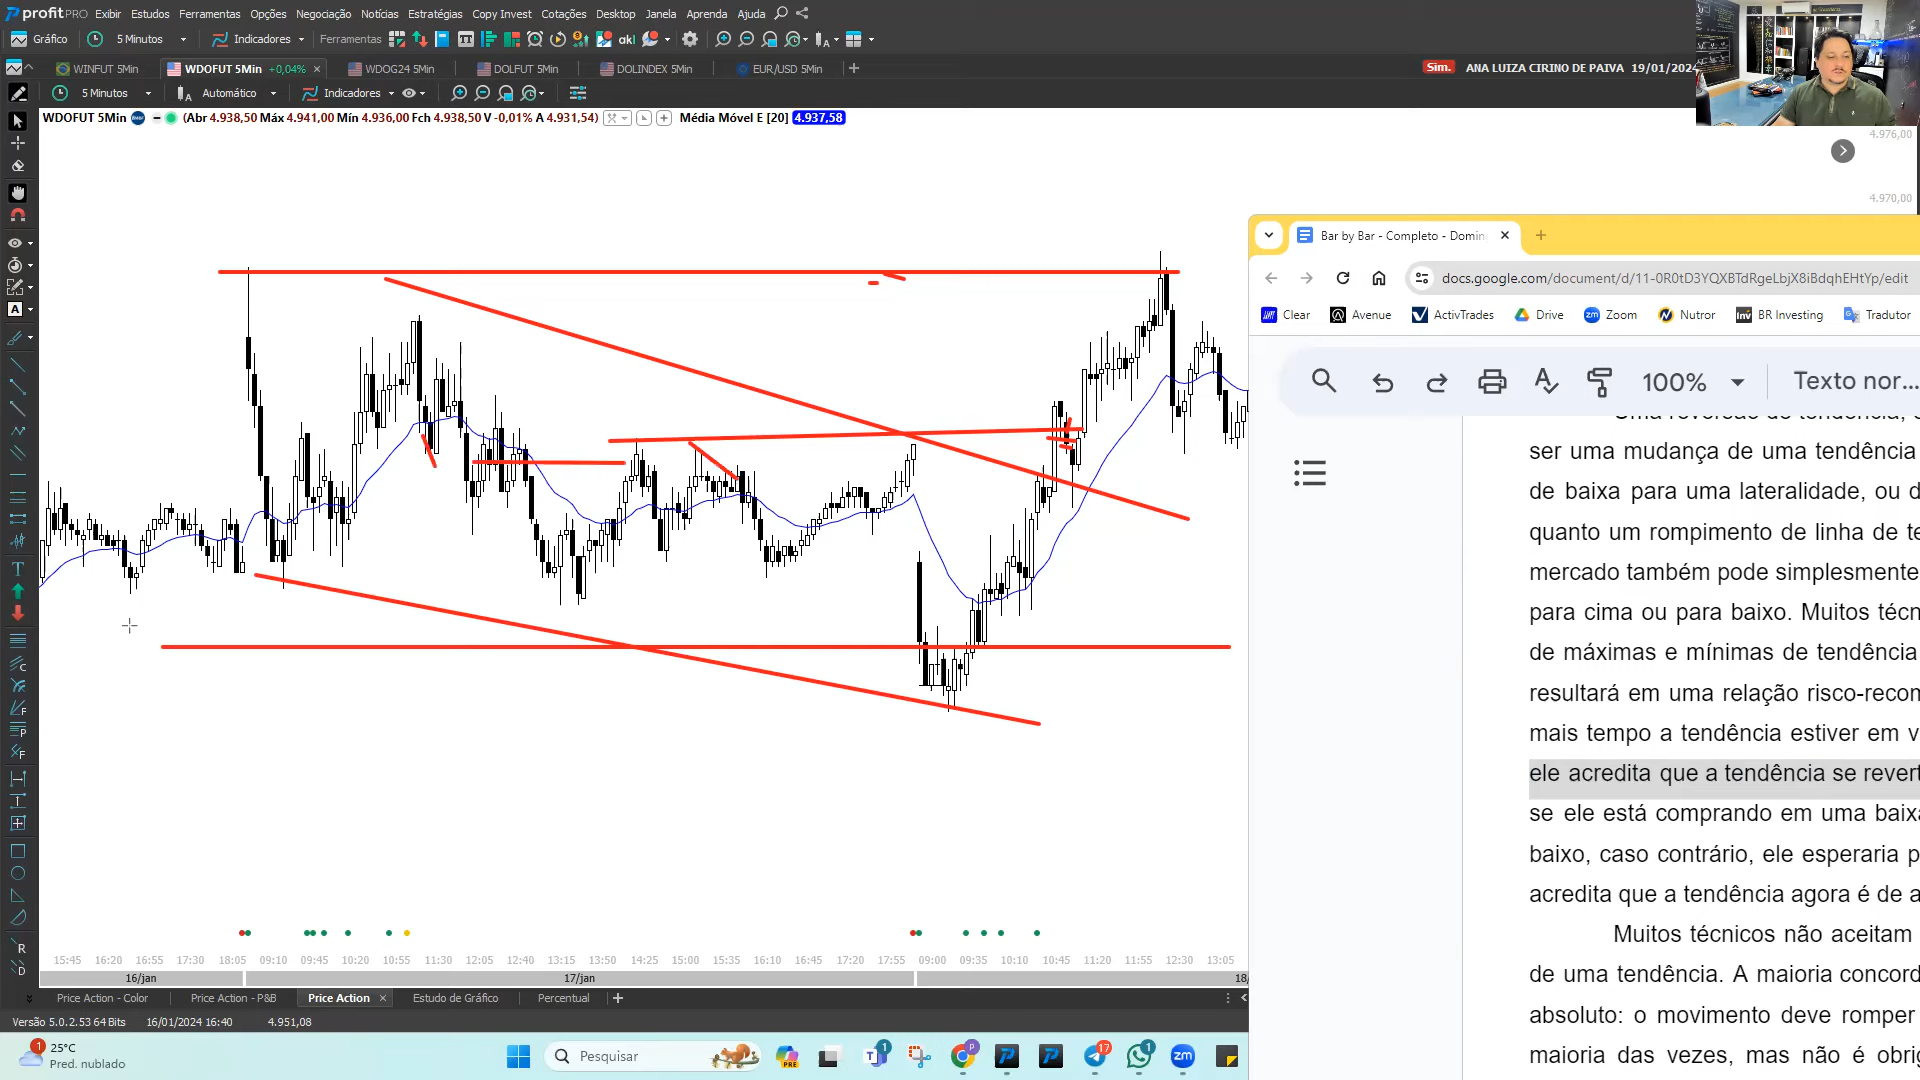 profitPRO Exibir Estudos Ferramentas Opções Negociação Notícias Estratégias Copy Invest Cotações Desktop Janela Aprenda Ajuda
Gráfico 5 Minutos Indicadores Ferramentas akl
WINFUT 5Min WDOFUT 5Min +0,04% WDOG24 5Min DOLFUT 5Min DOLINDEX 5Min EUR/USD 5Min Sim. ANA LUIZA CIRINO DE PAIVA 19/01/2024
5 Minutos Automático Indicadores
WDOFUT 5Min (Abr 4.938,50 Máx 4.941,00 Mín 4.936,00 Fch 4.938,50 V -0,01% A 4.931,54) Média Móvel E [20] 4.937,58
4.976,00
4.970,00
Bar by Bar - Completo - Domin
docs.google.com/document/d/11-0R0tD3YQXBTdRgeLbjX8iBdqhEHtYp/edit
Clear Avenue ActivTrades Drive Zoom Nutror BR Investing Tradutor
100% Texto nor...
Uma reversão de tendência,
ser uma mudança de uma tendência
de baixa para uma lateralidade, ou d
quanto um rompimento de linha de te
mercado também pode simplesmente
para cima ou para baixo. Muitos técn
de máximas e mínimas de tendência
resultará em uma relação risco-recom
mais tempo a tendência estiver em v
ele acredita que a tendência se revert
se ele está comprando em uma baixa
baixo, caso contrário, ele esperaria p
acredita que a tendência agora é de a
Muitos técnicos não aceitam
de uma tendência. A maioria concord
absoluto: o movimento deve romper
maioria das vezes, mas não é obrig
15:45 16:20 16:55 17:30 18:05 09:10 09:45 10:20 10:55 11:30 12:05 12:40 13:15 13:50 14:25 15:00 15:35 16:10 16:45 17:20 17:55 09:00 09:35 10:10 10:45 11:20 11:55 12:30 13:05
16/jan 17/jan 18/
Price Action - Color Price Action - P&B Price Action Estudo de Gráfico Percentual
Versão 5.0.2.53 64 Bits 16/01/2024 16:40 4.951,08
25°C
Pred. nublado
Pesquisar
PRE
1
17
1
zm